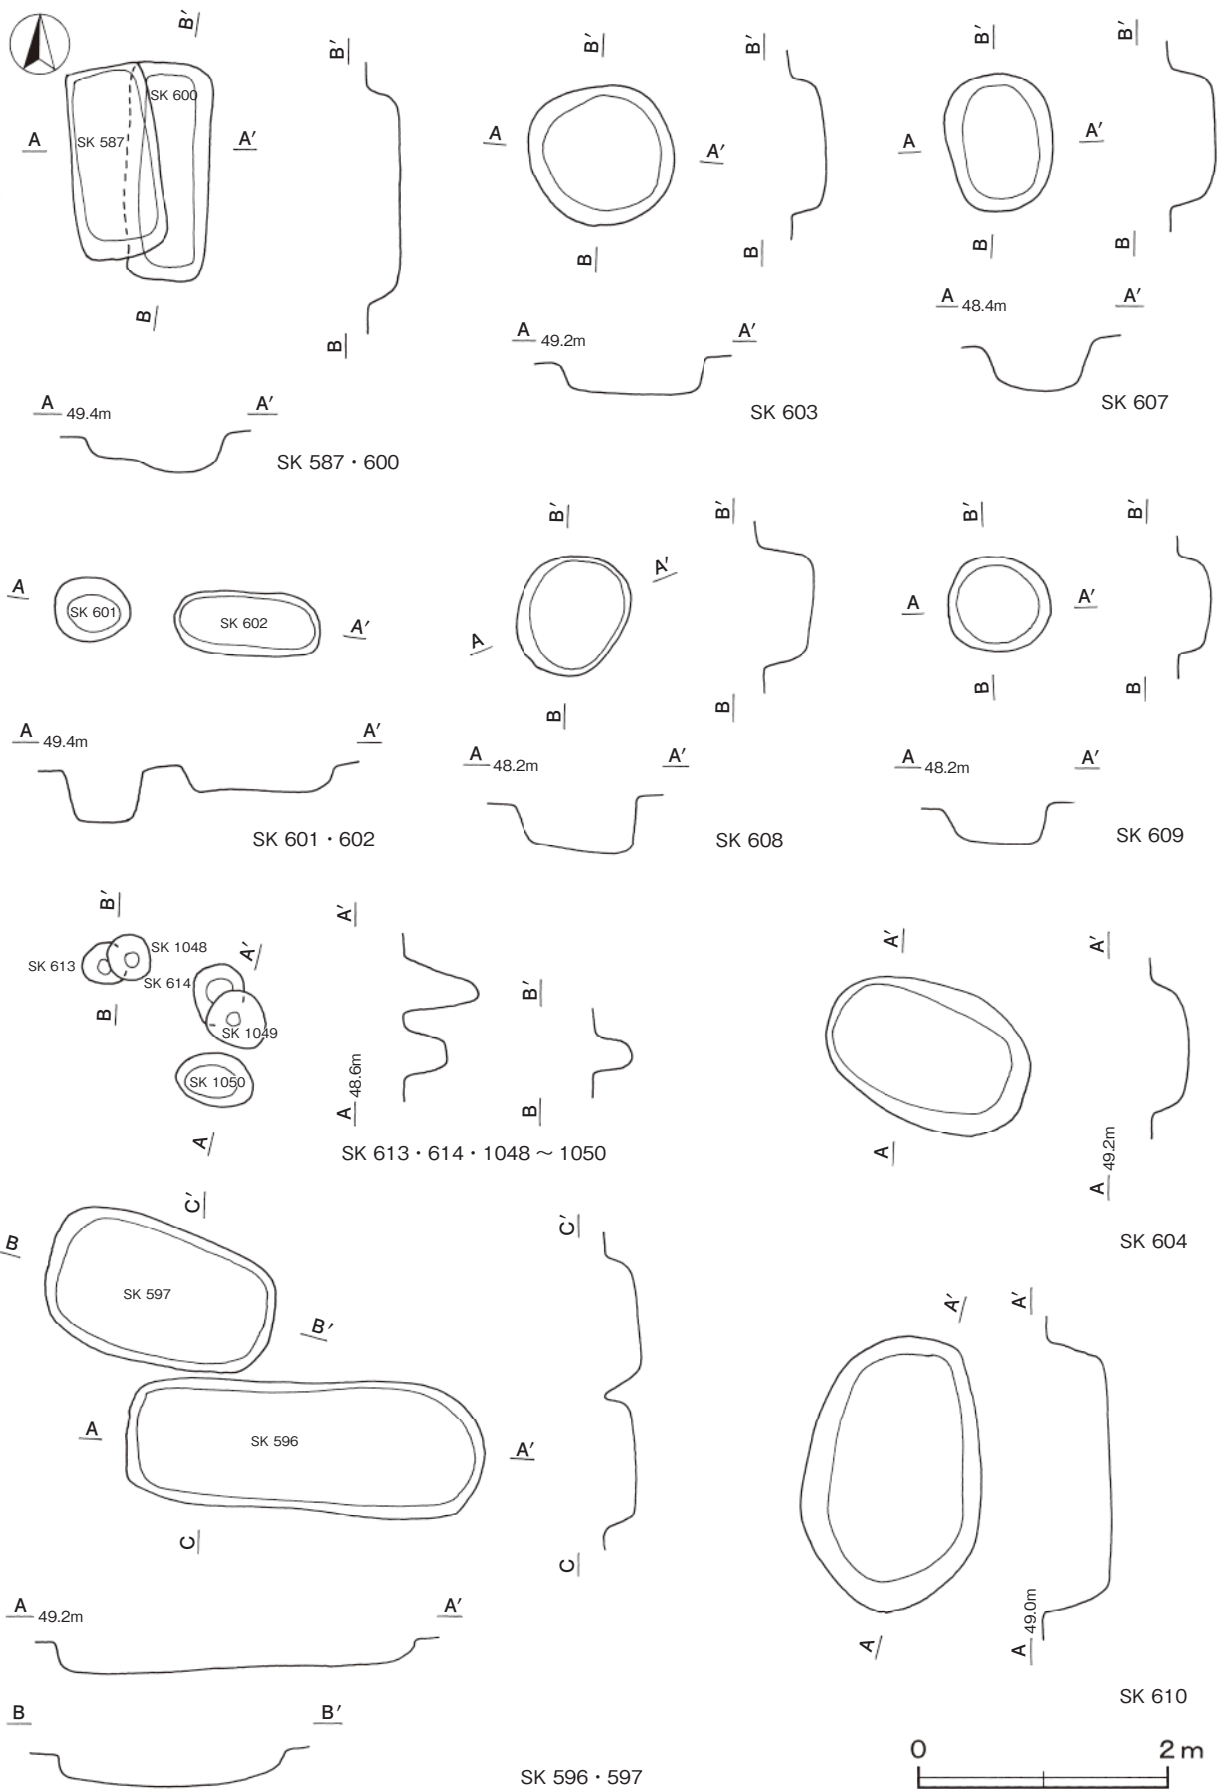 B′
SK 600
SK 587
A
A′
B
B′
B
A 49.4m
A′
SK 587・600
B′
A
A′
B
B′
B
A 49.2m
A′
SK 603
B′
A
A′
B
B′
B
A 48.4m
A′
SK 607
A
SK 601
SK 602
A′
A 49.4m
A′
SK 601・602
B′
A′
A
B
B′
B
A 48.2m
A′
SK 608
B′
A
A′
B
B′
B
A 48.2m
A′
SK 609
B′
SK 1048
SK 613
SK 614
B
A′
SK 1049
SK 1050
A
A′
A 48.6m
B′
B
SK 613・614・1048～1050
A′
A
A′
A 49.2m
SK 604
C′
B
SK 597
B′
A
SK 596
A′
C
C′
C
A 49.2m
A′
B
B′
SK 596・597
A′
A
A′
A 49.0m
SK 610
0
2 m